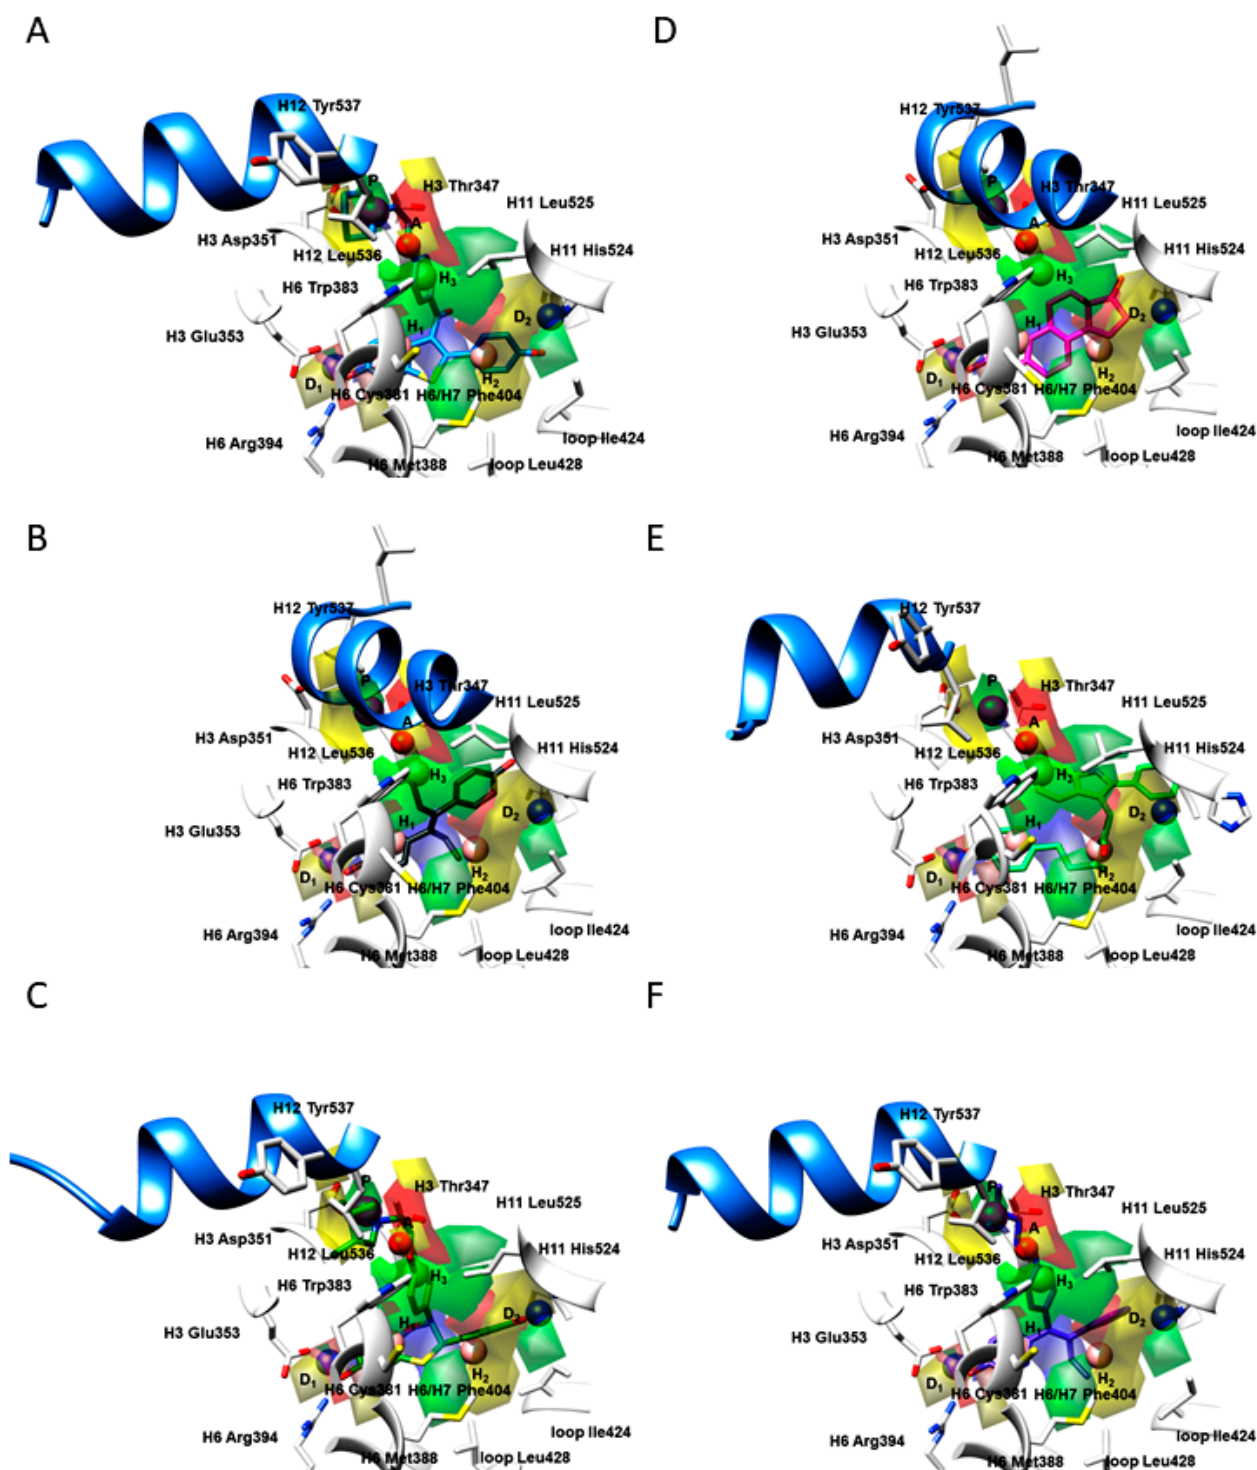 A
H12 Tyr537
P
H3 Thr347
A
H11 Leu525
H3 Asp351
H12 Leu536
H11 His524
H3
H6 Trp383
H1
D2
H3 Glu353
H2
D1
H6 Cys381
H6/H7 Phe404
H6 Arg394
loop Ile424
H6 Met388
loop Leu428
D
H12 Tyr537
P
H3 Thr347
H11 Leu525
A
H3 Asp351
H12 Leu536
H11 His524
H3
H6 Trp383
H1
D2
H3 Glu353
H2
D1
H6 Cys381
H6/H7 Phe404
H6 Arg394
loop Ile424
H6 Met388
loop Leu428
B
H12 Tyr537
P
H3 Thr347
H11 Leu525
A
H3 Asp351
H12 Leu536
H11 His524
H3
H6 Trp383
D2
H1
H3 Glu353
H2
D1
H6 Cys381
H6/H7 Phe404
H6 Arg394
loop Ile424
H6 Met388
loop Leu428
E
H12 Tyr537
P
H3 Thr347
H11 Leu525
A
H3 Asp351
H12 Leu536
H11 His524
H3
H6 Trp383
D2
H1
H3 Glu353
H2
D1
H6 Cys381
H6/H7 Phe404
H6 Arg394
loop Ile424
H6 Met388
loop Leu428
C
H12 Tyr537
P
H3 Thr347
H11 Leu525
A
H3 Asp351
H12 Leu536
H11 His524
H3
H6 Trp383
D2
H1
H3 Glu353
H2
D1
H6 Cys381
H6/H7 Phe404
H6 Arg394
loop Ile424
H6 Met388
loop Leu428
F
H12 Tyr537
P
H3 Thr347
H11 Leu525
A
H3 Asp351
H12 Leu536
H11 His524
H3
H6 Trp383
D2
H1
H3 Glu353
H2
D1
H6 Cys381
H6/H7 Phe404
H6 Arg394
loop Ile424
H6 Met388
loop Leu428